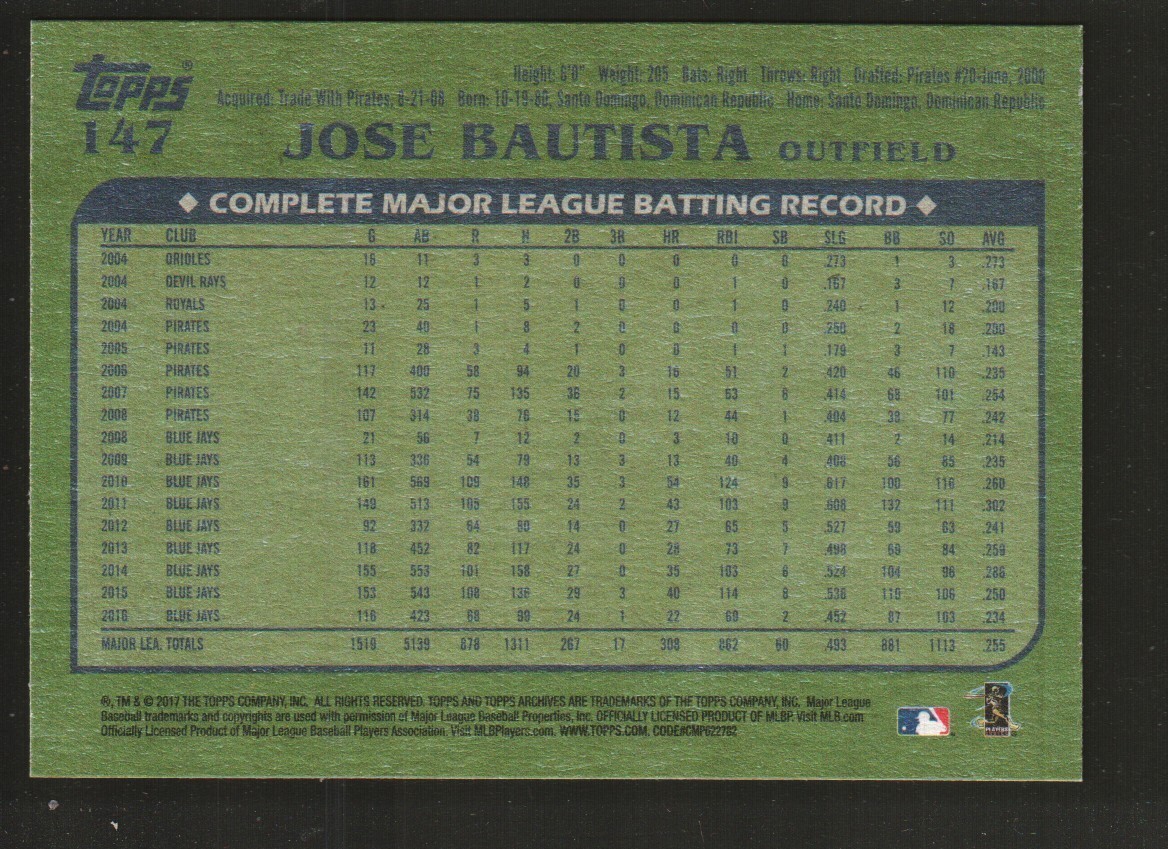 Topps®
147
Height: 6'0" Weight: 205 Bats: Right Throws: Right Drafted: Pirates #20-June, 2000
Acquired: Trade With Pirates, 8-21-08 Born: 10-19-80, Santo Domingo, Dominican Republic Home: Santo Domingo, Dominican Republic
JOSE BAUTISTA OUTFIELD
◆ COMPLETE MAJOR LEAGUE BATTING RECORD ◆
YEAR CLUB G AB R H 2B 3B HR RBI SB SLG BB SO AVG
2004 ORIOLES 16 11 3 3 0 0 0 0 0 .273 1 3 .273
2004 DEVIL RAYS 12 12 1 2 0 0 0 1 0 .167 3 7 .167
2004 ROYALS 13 25 1 5 1 0 0 1 0 .240 1 12 .200
2004 PIRATES 23 40 1 8 2 0 0 0 0 .250 2 18 .200
2005 PIRATES 11 28 3 4 1 0 0 1 1 .179 3 7 .143
2006 PIRATES 117 400 58 94 20 3 16 51 2 .420 46 110 .235
2007 PIRATES 142 532 75 135 36 2 15 63 6 .414 68 101 .254
2008 PIRATES 107 314 38 76 15 0 12 44 1 .404 38 77 .242
2008 BLUE JAYS 21 56 7 12 2 0 3 10 0 .411 2 14 .214
2009 BLUE JAYS 113 336 54 79 13 3 13 40 4 .408 56 85 .235
2010 BLUE JAYS 161 569 109 148 35 3 54 124 9 .617 100 116 .260
2011 BLUE JAYS 149 513 105 155 24 2 43 103 9 .608 132 111 .302
2012 BLUE JAYS 92 332 64 80 14 0 27 65 5 .527 59 63 .241
2013 BLUE JAYS 118 452 82 117 24 0 28 73 7 .498 69 84 .259
2014 BLUE JAYS 155 553 101 158 27 0 35 103 6 .524 104 96 .286
2015 BLUE JAYS 153 543 108 136 29 3 40 114 8 .536 110 106 .250
2016 BLUE JAYS 116 423 68 99 24 1 22 69 2 .452 87 103 .234
MAJOR LEA. TOTALS 1519 5139 878 1311 267 17 308 862 60 .493 881 1113 .255
®, TM & © 2017 THE TOPPS COMPANY, INC. ALL RIGHTS RESERVED. TOPPS AND TOPPS ARCHIVES ARE TRADEMARKS OF THE TOPPS COMPANY, INC. Major League
Baseball trademarks and copyrights are used with permission of Major League Baseball Properties, Inc. OFFICIALLY LICENSED PRODUCT OF MLBP. Visit MLB.com
Officially Licensed Product of Major League Baseball Players Association. Visit MLBPlayers.com. WWW.TOPPS.COM. CODE#CMP022782
PLAYERS